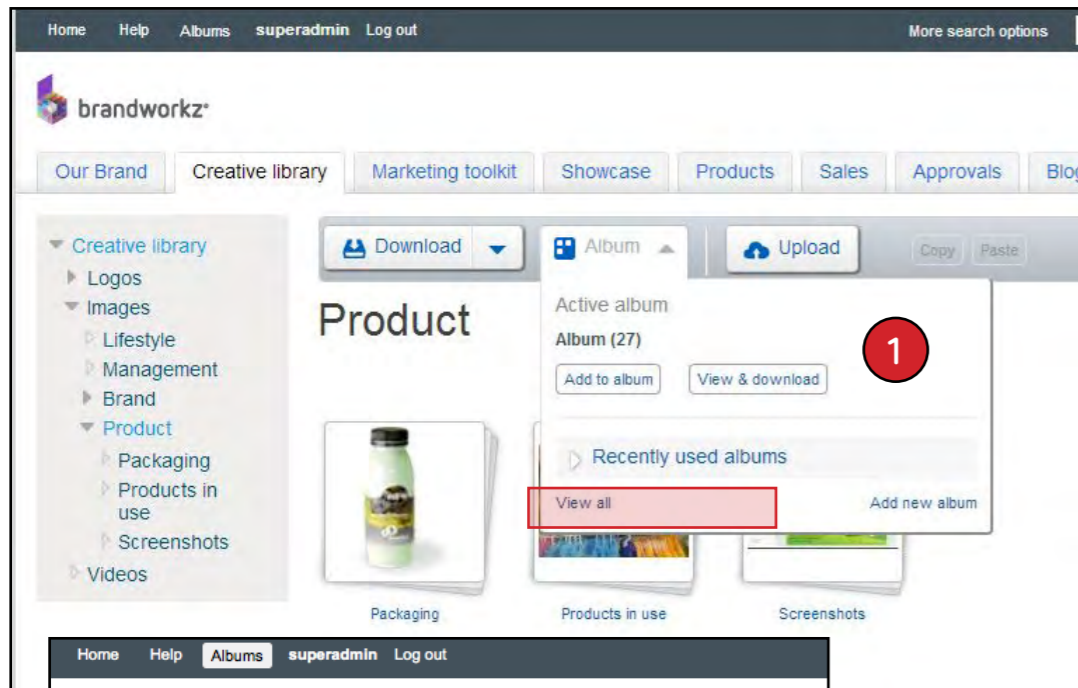 Home Help Albums superadmin Log out More search options
brandworkz
Our Brand Creative library Marketing toolkit Showcase Products Sales Approvals
Creative library
Logos
Images
Lifestyle
Management
Brand
Product
Packaging
Products in
use
Screenshots
Videos
Download Album Upload Copy Paste
Product
Active album
Album (27)
Add to album View & download
1
Recently used albums
View all Add new album
Packaging Products in use Screenshots
Home Help Albums superadmin Log out